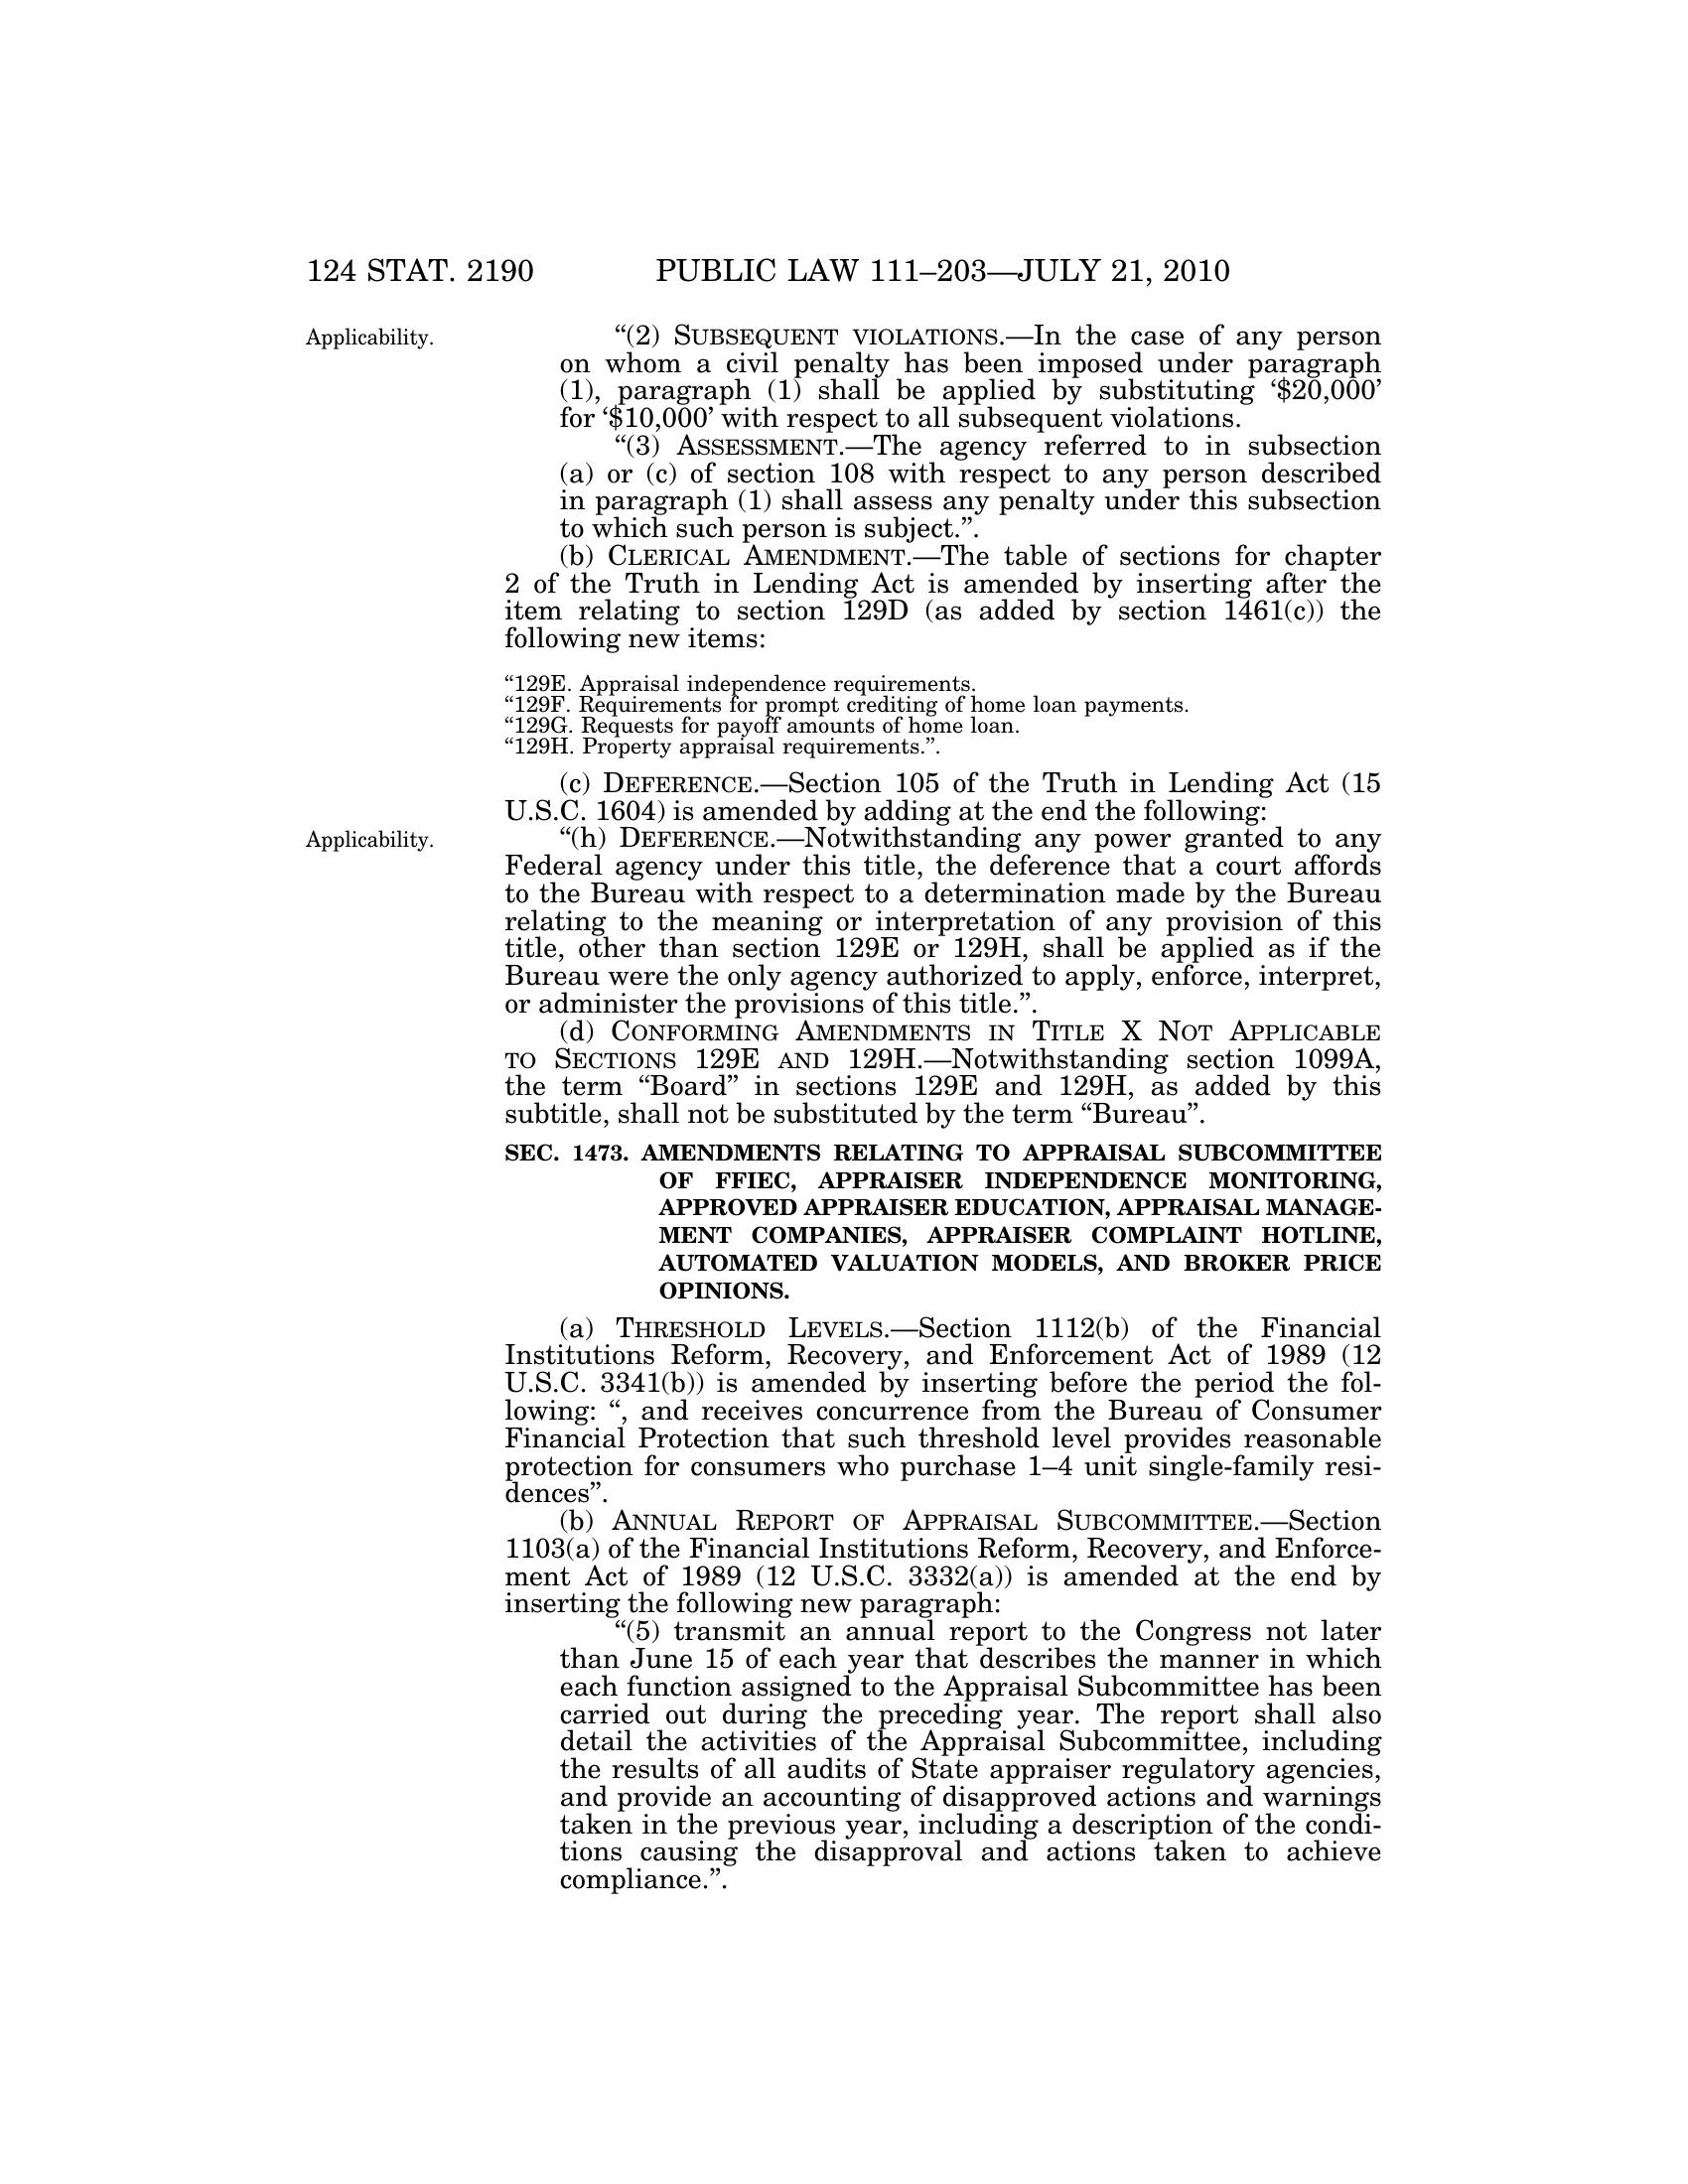 124 STAT. 2190 PUBLIC LAW 111–203—JULY 21, 2010
Applicability.
“(2) SUBSEQUENT VIOLATIONS.—In the case of any person
on whom a civil penalty has been imposed under paragraph
(1), paragraph (1) shall be applied by substituting ‘$20,000’
for ‘$10,000’ with respect to all subsequent violations.
“(3) ASSESSMENT.—The agency referred to in subsection
(a) or (c) of section 108 with respect to any person described
in paragraph (1) shall assess any penalty under this subsection
to which such person is subject.”.
(b) CLERICAL AMENDMENT.—The table of sections for chapter
2 of the Truth in Lending Act is amended by inserting after the
item relating to section 129D (as added by section 1461(c)) the
following new items:
“129E. Appraisal independence requirements.
“129F. Requirements for prompt crediting of home loan payments.
“129G. Requests for payoff amounts of home loan.
“129H. Property appraisal requirements.”.
(c) DEFERENCE.—Section 105 of the Truth in Lending Act (15
U.S.C. 1604) is amended by adding at the end the following:
Applicability.
“(h) DEFERENCE.—Notwithstanding any power granted to any
Federal agency under this title, the deference that a court affords
to the Bureau with respect to a determination made by the Bureau
relating to the meaning or interpretation of any provision of this
title, other than section 129E or 129H, shall be applied as if the
Bureau were the only agency authorized to apply, enforce, interpret,
or administer the provisions of this title.”.
(d) CONFORMING AMENDMENTS IN TITLE X NOT APPLICABLE
TO SECTIONS 129E AND 129H.—Notwithstanding section 1099A,
the term “Board” in sections 129E and 129H, as added by this
subtitle, shall not be substituted by the term “Bureau”.
SEC. 1473. AMENDMENTS RELATING TO APPRAISAL SUBCOMMITTEE
OF FFIEC, APPRAISER INDEPENDENCE MONITORING,
APPROVED APPRAISER EDUCATION, APPRAISAL MANAGE-
MENT COMPANIES, APPRAISER COMPLAINT HOTLINE,
AUTOMATED VALUATION MODELS, AND BROKER PRICE
OPINIONS.
(a) THRESHOLD LEVELS.—Section 1112(b) of the Financial
Institutions Reform, Recovery, and Enforcement Act of 1989 (12
U.S.C. 3341(b)) is amended by inserting before the period the fol-
lowing: “, and receives concurrence from the Bureau of Consumer
Financial Protection that such threshold level provides reasonable
protection for consumers who purchase 1–4 unit single-family resi-
dences”.
(b) ANNUAL REPORT OF APPRAISAL SUBCOMMITTEE.—Section
1103(a) of the Financial Institutions Reform, Recovery, and Enforce-
ment Act of 1989 (12 U.S.C. 3332(a)) is amended at the end by
inserting the following new paragraph:
“(5) transmit an annual report to the Congress not later
than June 15 of each year that describes the manner in which
each function assigned to the Appraisal Subcommittee has been
carried out during the preceding year. The report shall also
detail the activities of the Appraisal Subcommittee, including
the results of all audits of State appraiser regulatory agencies,
and provide an accounting of disapproved actions and warnings
taken in the previous year, including a description of the condi-
tions causing the disapproval and actions taken to achieve
compliance.”.